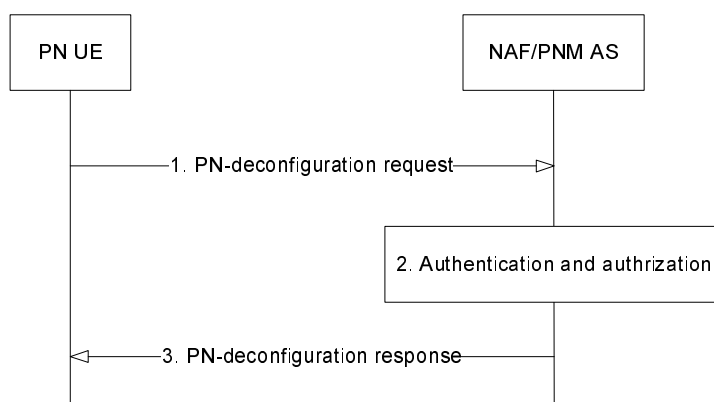 PN UE
NAF/PNM AS
1. PN-deconfiguration request
2. Authentication and authrization
3. PN-deconfiguration response